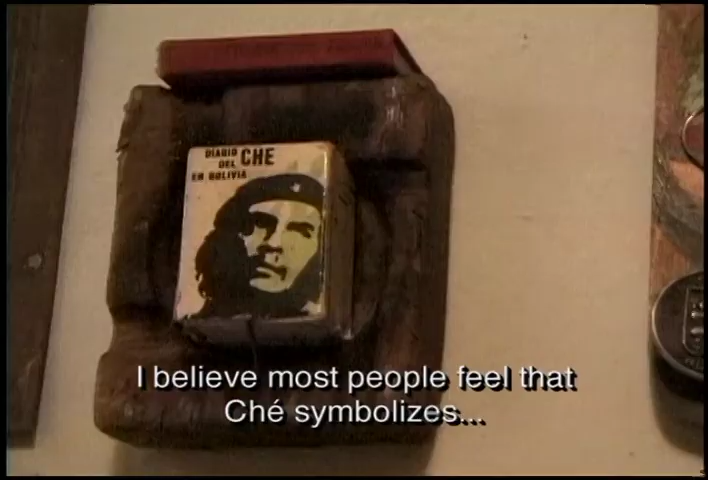 DIARIO
DEL CHE
EN BOLIVIA
I believe most people feel that
Ché symbolizes...